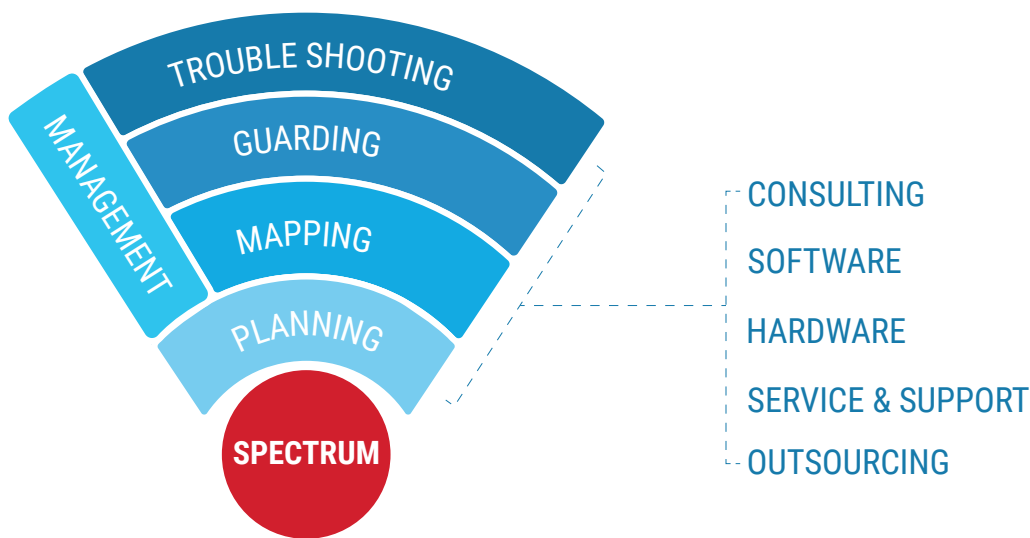 TROUBLE SHOOTING
GUARDING
MANAGEMENT
MAPPING
PLANNING
SPECTRUM
CONSULTING
SOFTWARE
HARDWARE
SERVICE & SUPPORT
OUTSOURCING